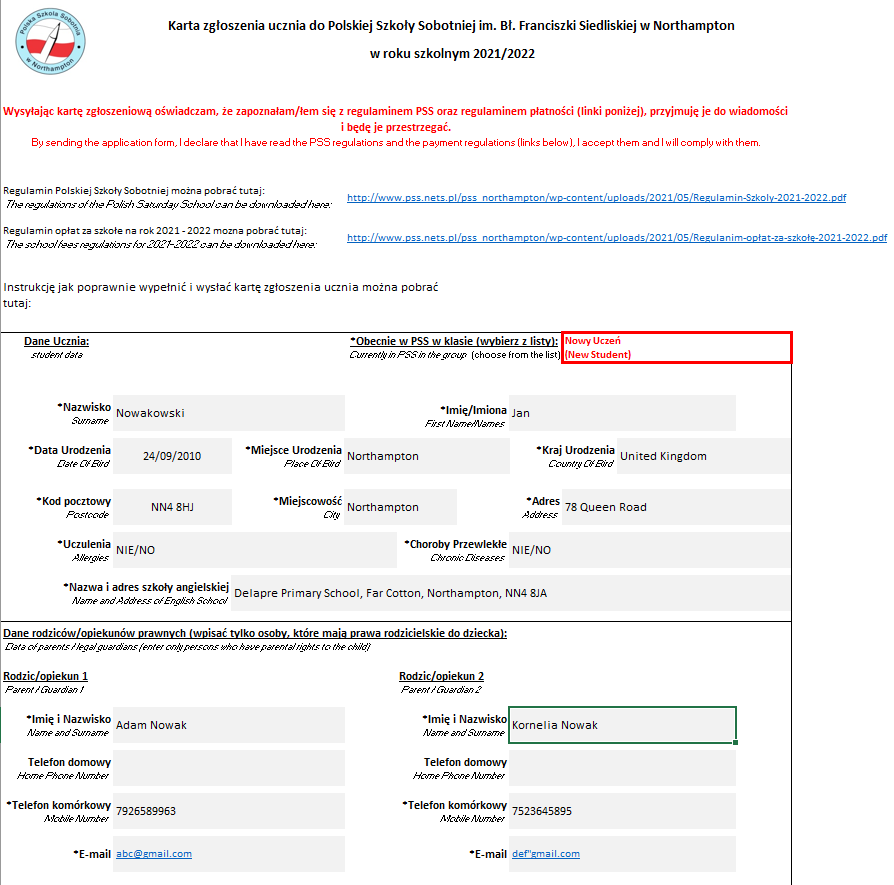 Polska Szkoła Sobotnia
w Northampton
Karta zgłoszenia ucznia do Polskiej Szkoły Sobotniej im. Bł. Franciszki Siedliskiej w Northampton
w roku szkolnym 2021/2022
Wysyłając kartę zgłoszeniową oświadczam, że zapoznałam/łem się z regulaminem PSS oraz regulaminem płatności (linki poniżej), przyjmuję je do wiadomości
i będę je przestrzegać.
By sending the application form, I declare that I have read the PSS regulations and the payment regulations (links below), I accept them and I will comply with them.
Regulamin Polskiej Szkoły Sobotniej można pobrać tutaj:
The regulations of the Polish Saturday School can be downloaded here:
http://www.pss.nets.pl/pss_northampton/wp-content/uploads/2021/05/Regulamin-Szkoly-2021-2022.pdf
Regulamin opłat za szkołe na rok 2021 - 2022 mozna pobrać tutaj:
The school fees regulations for 2021-2022 can be downloaded here:
http://www.pss.nets.pl/pss_northampton/wp-content/uploads/2021/05/Regulanim-opłat-za-szkołę-2021-2022.pdf
Instrukcję jak poprawnie wypełnić i wysłać kartę zgłoszenia ucznia można pobrać
tutaj:
Dane Ucznia:
student data
*Obecnie w PSS w klasie (wybierz z listy):
Currently in PSS in the group (choose from the list)
Nowy Uczeń
(New Student)
*Nazwisko
Surname
Nowakowski
*Imię/Imiona
First Name/Names
Jan
*Data Urodzenia
Date Of Bird
24/09/2010
*Miejsce Urodzenia
Place Of Bird
Northampton
*Kraj Urodzenia
Country Of Bird
United Kingdom
*Kod pocztowy
Postcode
NN4 8HJ
*Miejscowość
City
Northampton
*Adres
Address
78 Queen Road
*Uczulenia
Allergies
NIE/NO
*Choroby Przewlekłe
Chronic Diseases
NIE/NO
*Nazwa i adres szkoły angielskiej
Name and Address of English School
Delapre Primary School, Far Cotton, Northampton, NN4 8JA
Dane rodziców/opiekunów prawnych (wpisać tylko osoby, które mają prawa rodzicielskie do dziecka):
Data of parents / legal guardians (enter only persons who have parental rights to the child)
Rodzic/opiekun 1
Parent / Guardian 1
Rodzic/opiekun 2
Parent / Guardian 2
*Imię i Nazwisko
Name and Surname
Adam Nowak
*Imię i Nazwisko
Name and Surname
Kornelia Nowak
Telefon domowy
Home Phone Number
Telefon domowy
Home Phone Number
*Telefon komórkowy
Mobile Number
7926589963
*Telefon komórkowy
Mobile Number
7523645895
*E-mail
abc@gmail.com
*E-mail
def"gmail.com